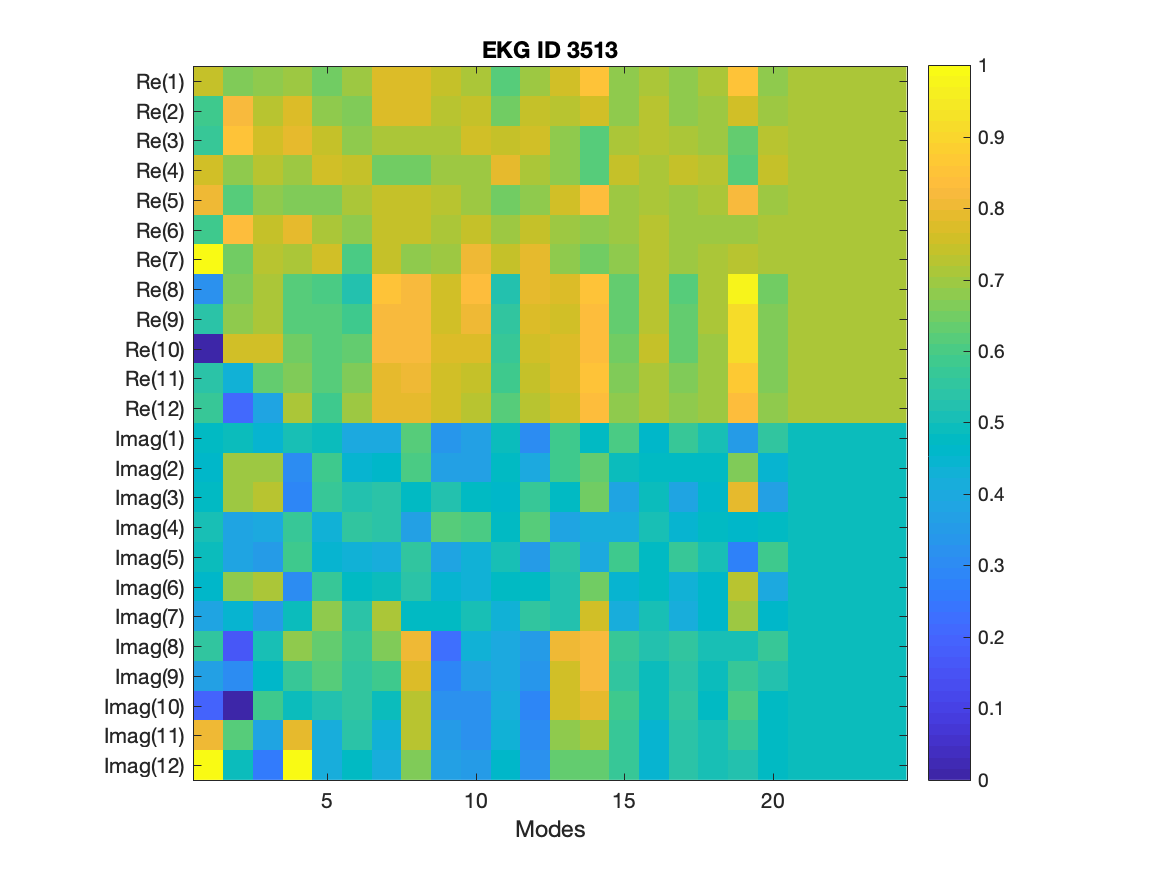 EKG ID 3513
Re(1)
Re(2)
Re(3)
Re(4)
Re(5)
Re(6)
Re(7)
Re(8)
Re(9)
Re(10)
Re(11)
Re(12)
Imag(1)
Imag(2)
Imag(3)
Imag(4)
Imag(5)
Imag(6)
Imag(7)
Imag(8)
Imag(9)
Imag(10)
Imag(11)
Imag(12)
5 10 15 20
Modes
1
0.9
0.8
0.7
0.6
0.5
0.4
0.3
0.2
0.1
0